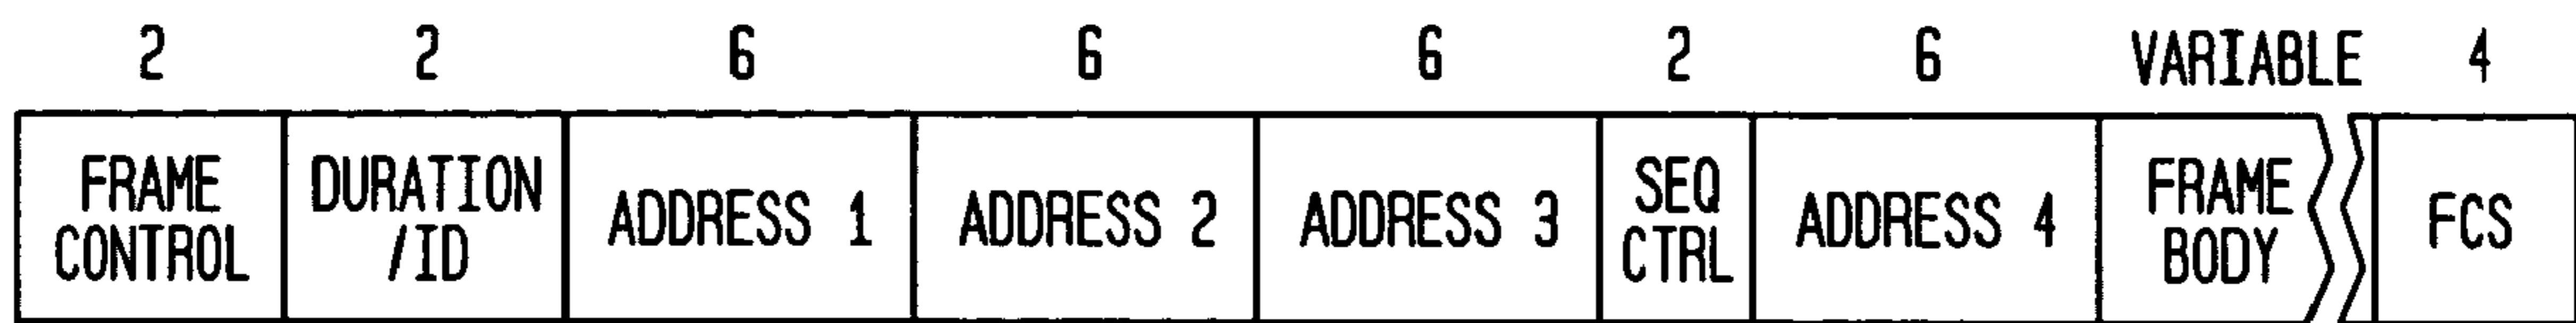 2 2 6 6 6 2 6 VARIABLE 4
FRAME CONTROL
DURATION /ID
ADDRESS 1
ADDRESS 2
ADDRESS 3
SEQ CTRL
ADDRESS 4
FRAME BODY
FCS